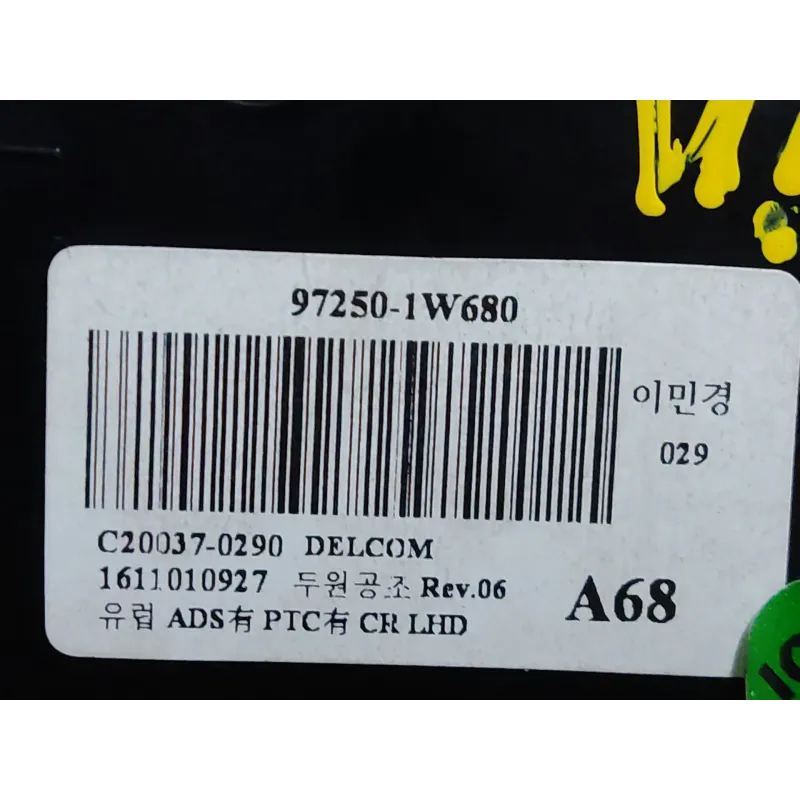 97250-1W680
이민경
029
C20037-0290 DELCOM
1611010927 두원공조 Rev.06
유럽 ADS有 PTC有 CR LHD
A68